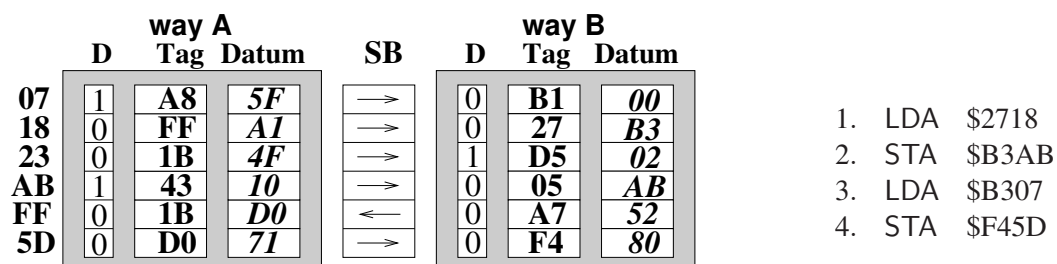 way A way B
D Tag Datum SB D Tag Datum
07 1 A8 5F → 0 B1 00
18 0 FF A1 → 0 27 B3
23 0 1B 4F → 1 D5 02
AB 1 43 10 → 0 05 AB
FF 0 1B D0 ← 0 A7 52
5D 0 D0 71 → 0 F4 80
1. LDA $2718
2. STA $B3AB
3. LDA $B307
4. STA $F45D